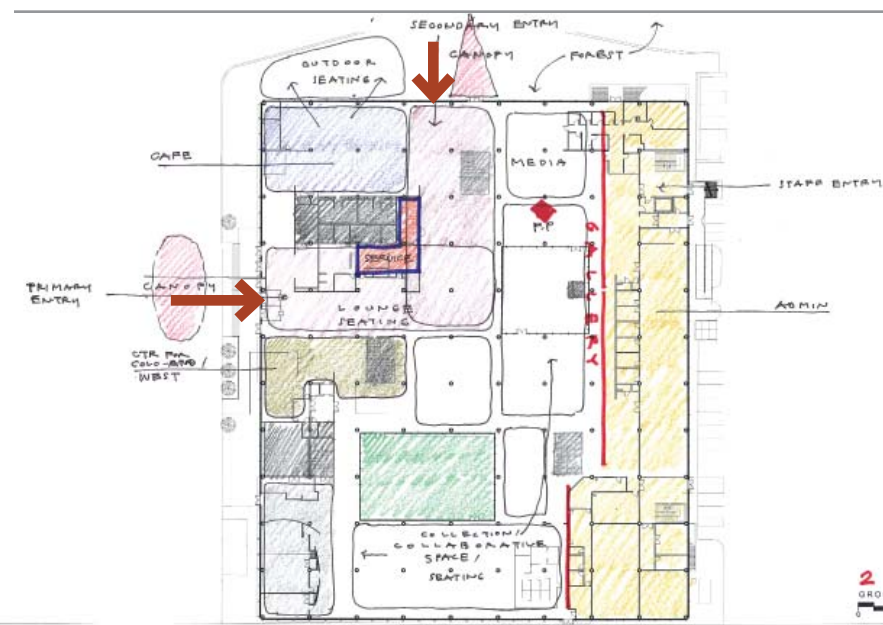 SECONDARY ENTRY
CANOPY
FOREST
OUTDOOR
SEATING
CAFE
MEDIA
STAFF ENTRY
P.P
GALLERY
SERVICE
PRIMARY
ENTRY
CANOPY
LOUNGE
SEATING
ADMIN
CTR FOR
WEST
COLLECTION/
COLLABORATIVE
SPACE/
SEATING
2
GRO